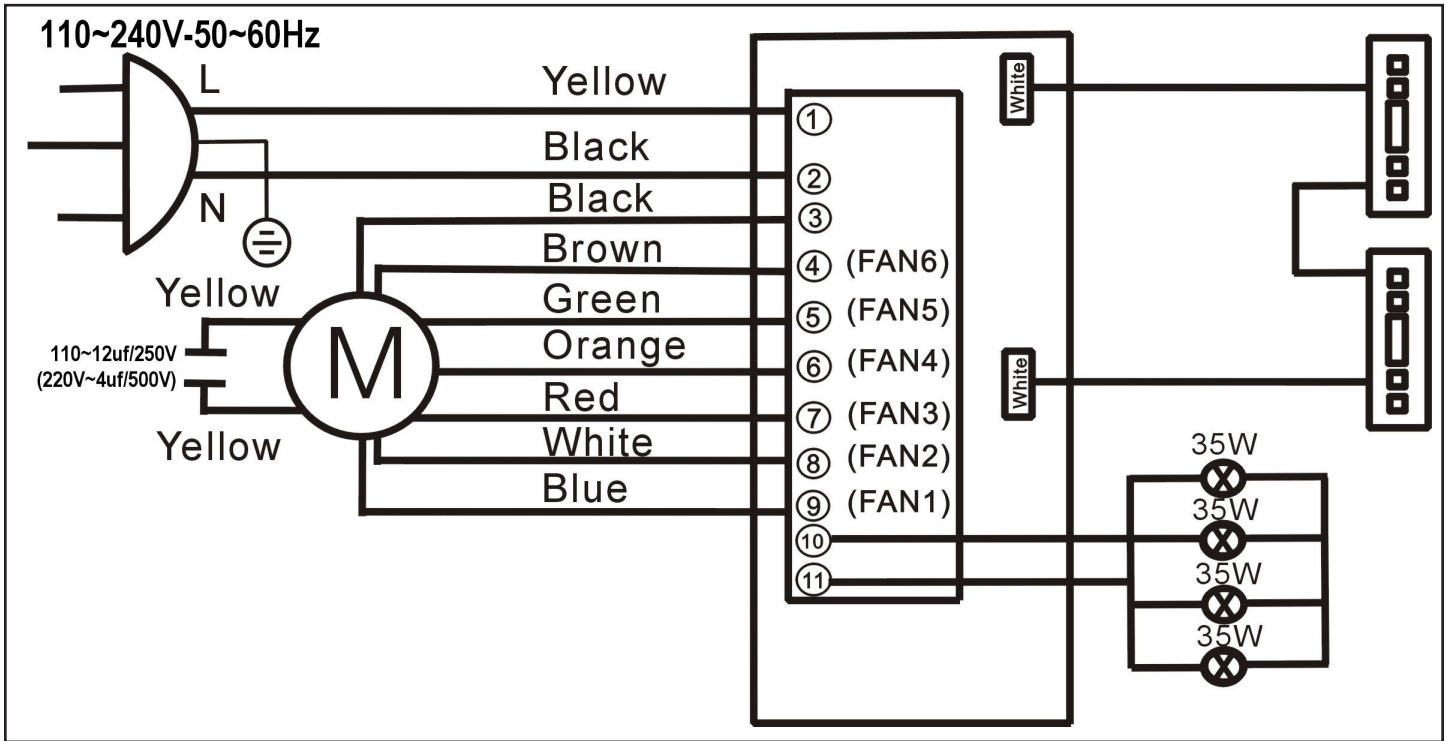 110~240V-50~60Hz
L
N
Yellow
Black
Black
Brown
Green
Orange
Red
White
Blue
Yellow
110~12uf/250V
(220V~4uf/500V)
Yellow
M
1
2
3
4 (FAN6)
5 (FAN5)
6 (FAN4)
7 (FAN3)
8 (FAN2)
9 (FAN1)
10
11
White
White
35W
35W
35W
35W